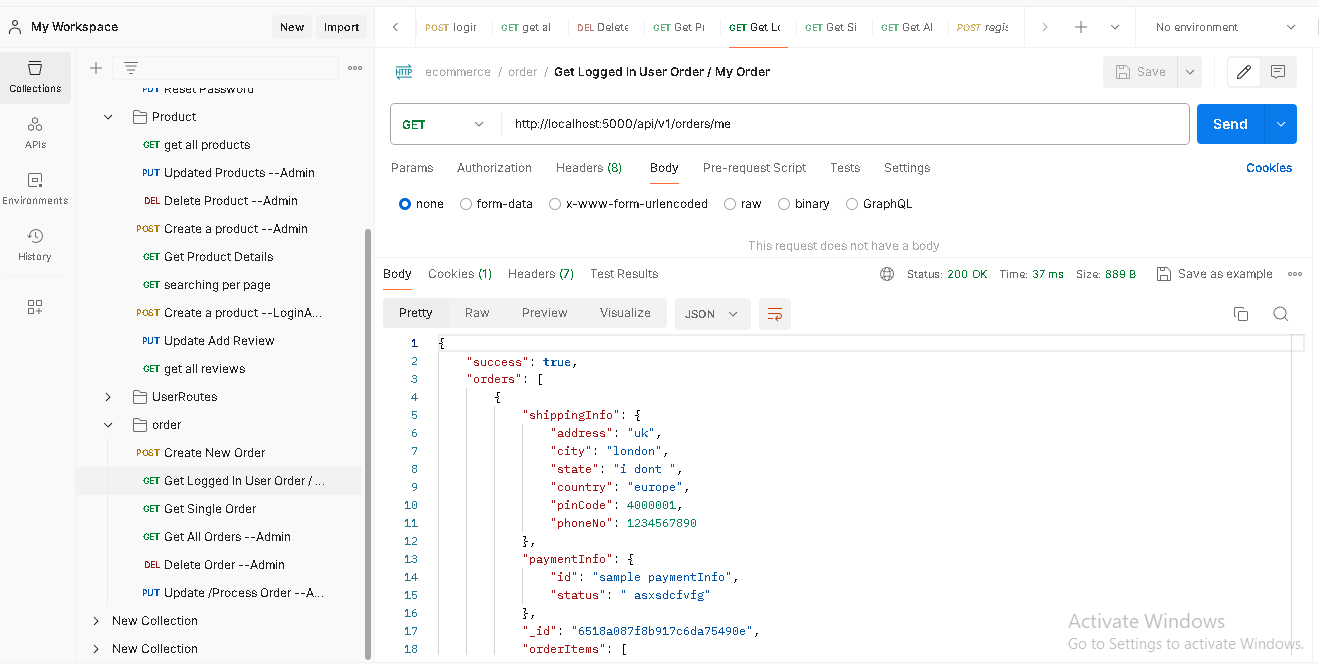 My Workspace New Import
POST login GET get al DEL Delete GET Get Pr GET Get Lo GET Get Si GET Get Al POST regis No environment
Collections
APIs
Environments
History
PUT Reset Password
Product
GET get all products
PUT Updated Products --Admin
DEL Delete Product --Admin
POST Create a product --Admin
GET Get Product Details
GET searching per page
POST Create a product --LoginA...
PUT Update Add Review
GET get all reviews
UserRoutes
order
POST Create New Order
GET Get Logged In User Order / ...
GET Get Single Order
GET Get All Orders --Admin
DEL Delete Order --Admin
PUT Update /Process Order --A...
New Collection
New Collection
HTTP ecommerce / order / Get Logged In User Order / My Order Save
GET http://localhost:5000/api/v1/orders/me Send
Params Authorization Headers (8) Body Pre-request Script Tests Settings Cookies
none form-data x-www-form-urlencoded raw binary GraphQL
This request does not have a body
Body Cookies (1) Headers (7) Test Results Status: 200 OK Time: 37 ms Size: 889 B Save as example
Pretty Raw Preview Visualize JSON
1 {
2 "success": true,
3 "orders": [
4 {
5 "shippingInfo": {
6 "address": "uk",
7 "city": "london",
8 "state": "i dont ",
9 "country": "europe",
10 "pinCode": 4000001,
11 "phoneNo": 1234567890
12 },
13 "paymentInfo": {
14 "id": "sample paymentInfo",
15 "status": " asxsdcfvfg"
16 },
17 "_id": "6518a087f8b917c6da75490e",
18 "orderItems": [
Activate Windows
Go to Settings to activate Windows.